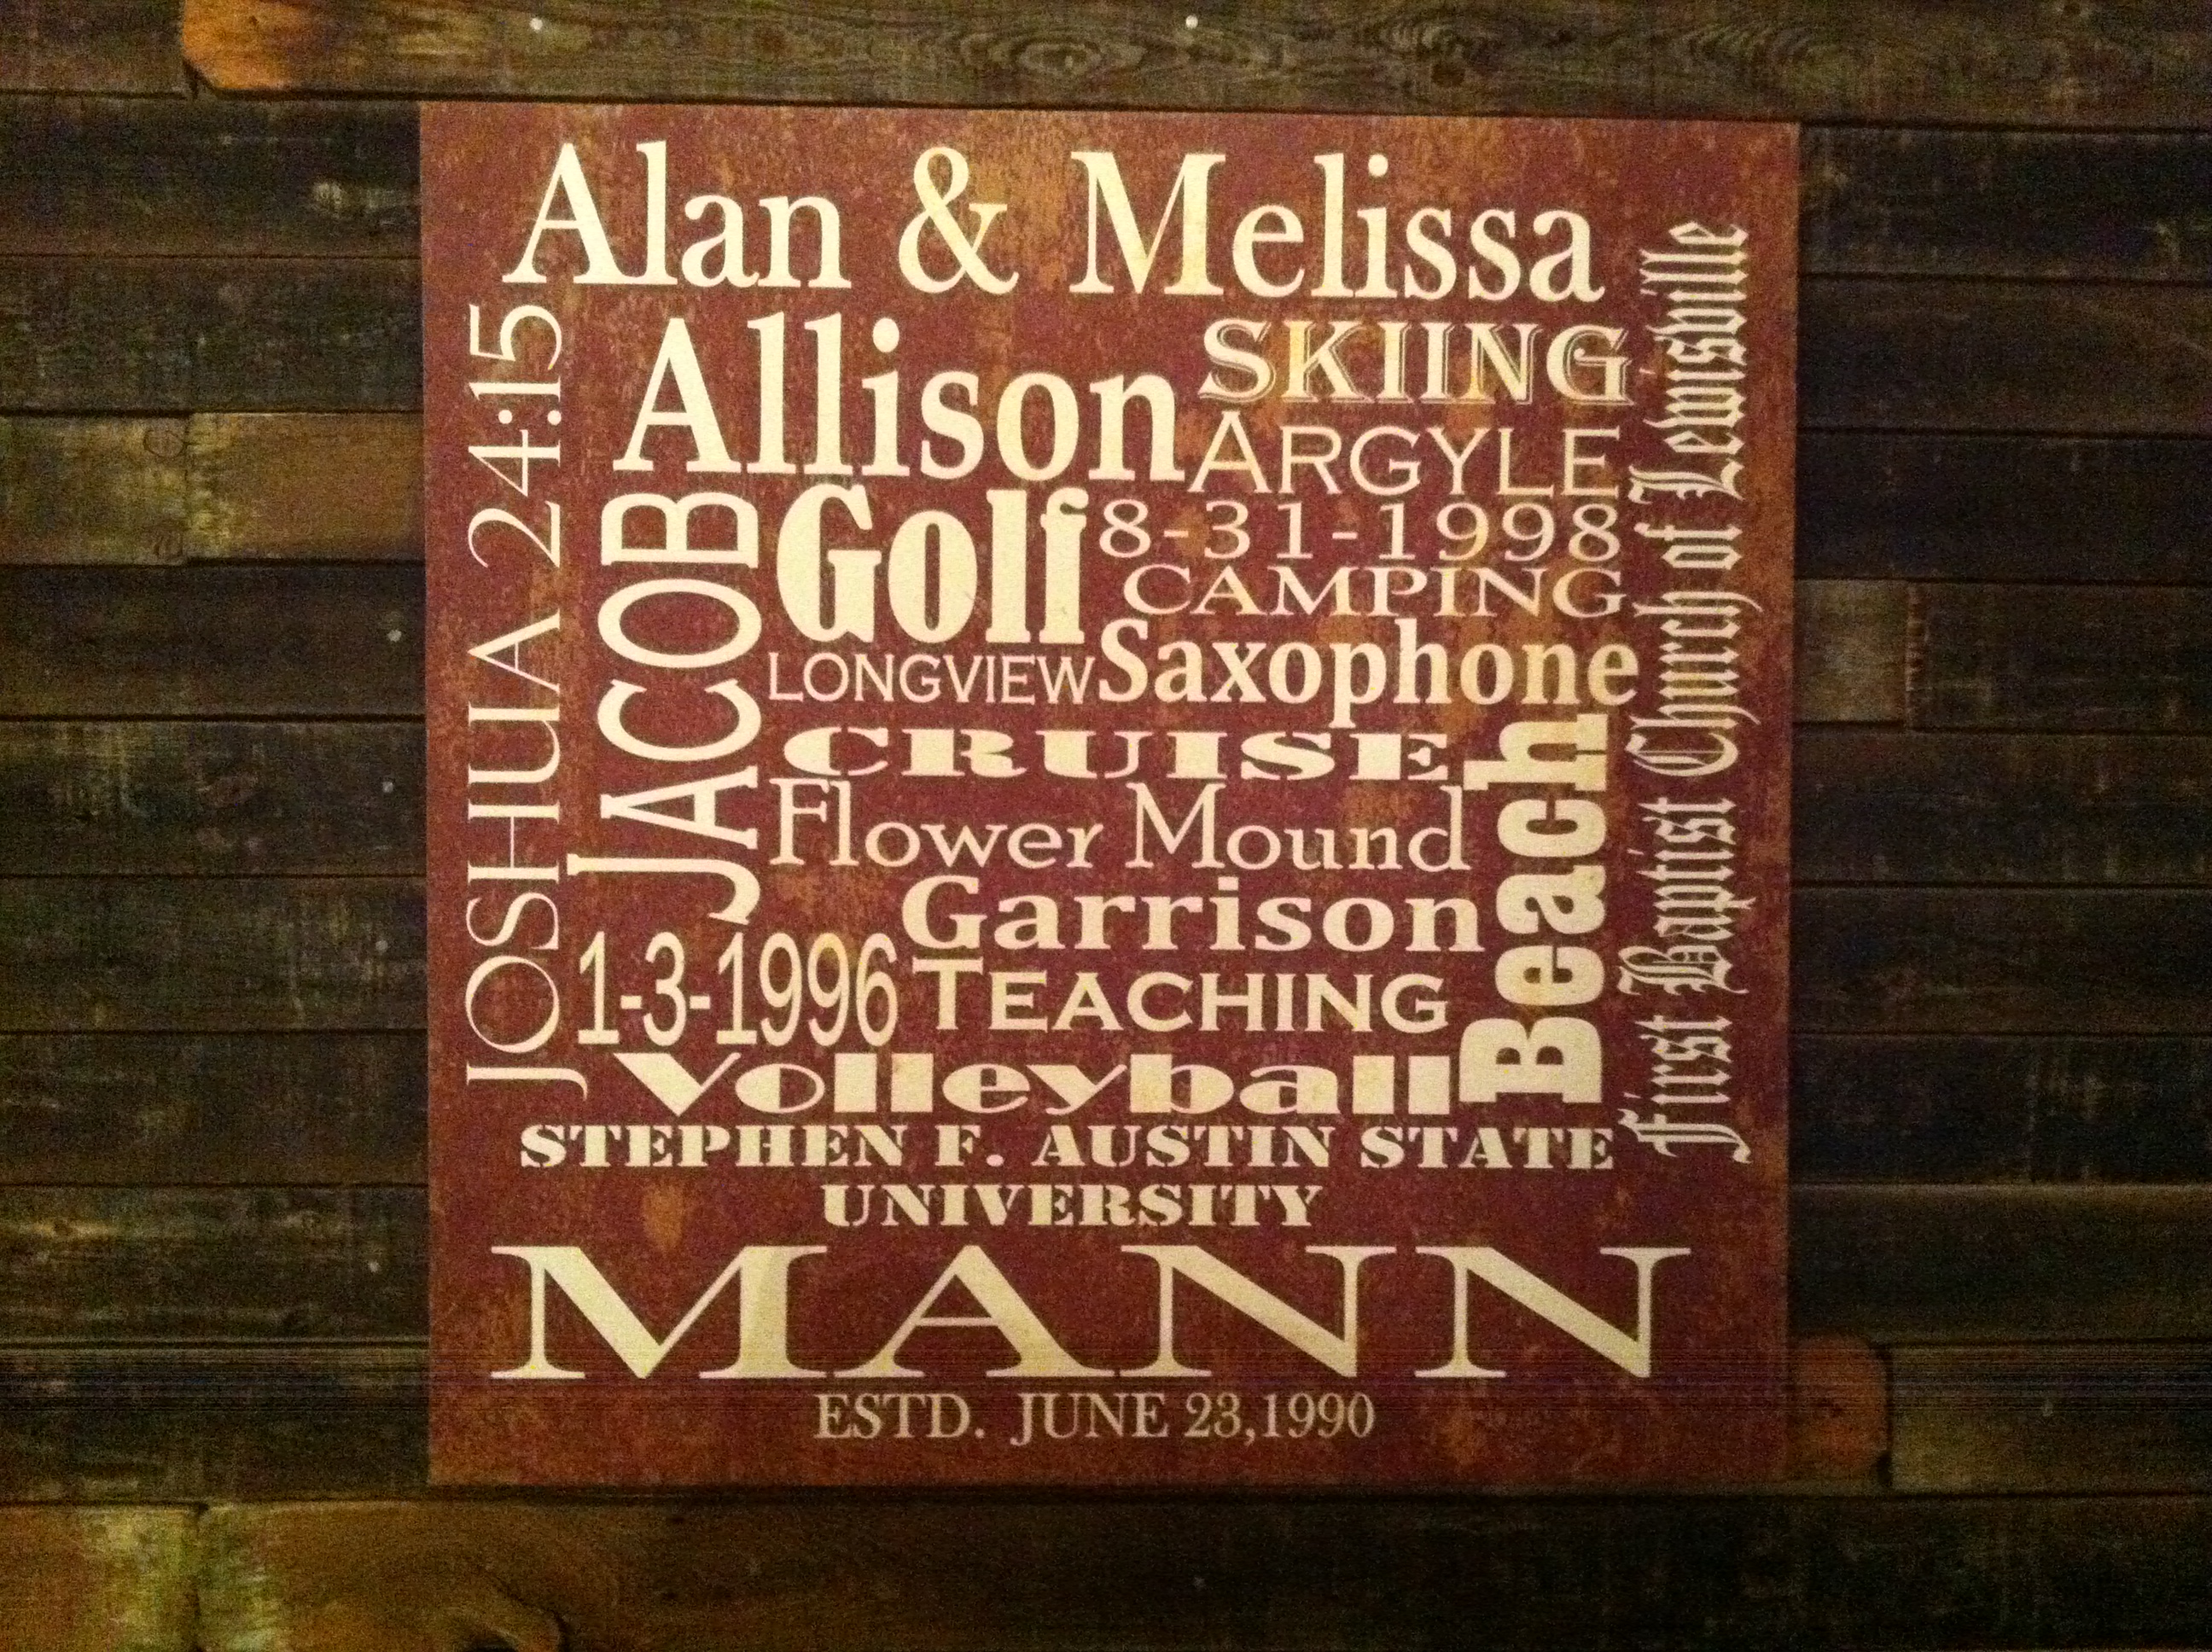 Alan & Melissa
JOSHUA 24:15
Allison
SKIING
ARGYLE
JACOB
Golf
8-31-1998
CAMPING
LONGVIEW
Saxophone
CRUISE
Flower Mound
Beach
Garrison
1-3-1996
TEACHING
Volleyball
First Baptist Church of Lewisville
STEPHEN F. AUSTIN STATE
UNIVERSITY
MANN
ESTD. JUNE 23,1990